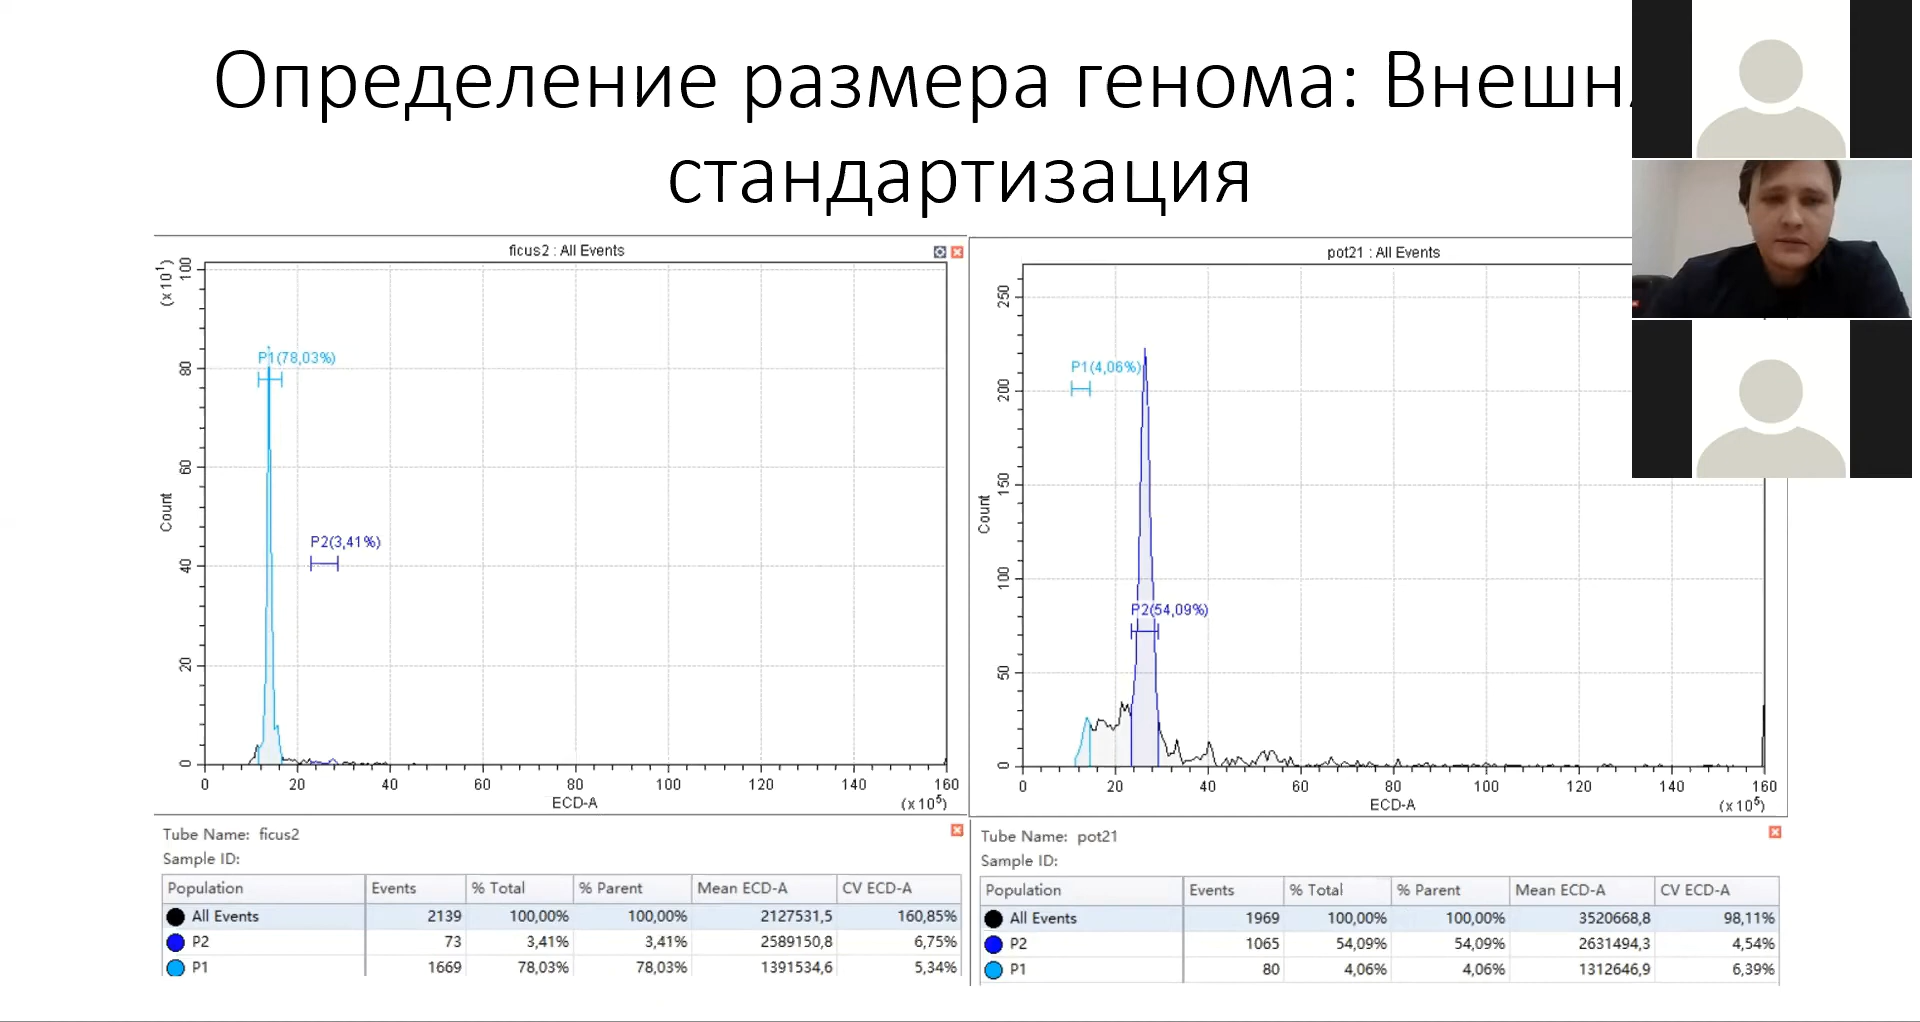 Определение размера генома: Внешн
стандартизация
ficus2 : All Events
(x 10¹)
100
80
60
40
20
0
Count
P1(78,03%)
P2(3,41%)
0 20 40 60 80 100 120 140 160
ECD-A
(x 10⁵)
pot21 : All Events
250
200
150
100
50
0
Count
P1(4,06%)
P2(54,09%)
0 20 40 60 80 100 120 140 160
ECD-A
(x 10⁵)
Tube Name: ficus2
Sample ID:
Population Events % Total % Parent Mean ECD-A CV ECD-A
All Events 2139 100,00% 100,00% 2127531,5 160,85%
P2 73 3,41% 3,41% 2589150,8 6,75%
P1 1669 78,03% 78,03% 1391534,6 5,34%
Tube Name: pot21
Sample ID:
Population Events % Total % Parent Mean ECD-A CV ECD-A
All Events 1969 100,00% 100,00% 3520668,8 98,11%
P2 1065 54,09% 54,09% 2631494,3 4,54%
P1 80 4,06% 4,06% 1312646,9 6,39%